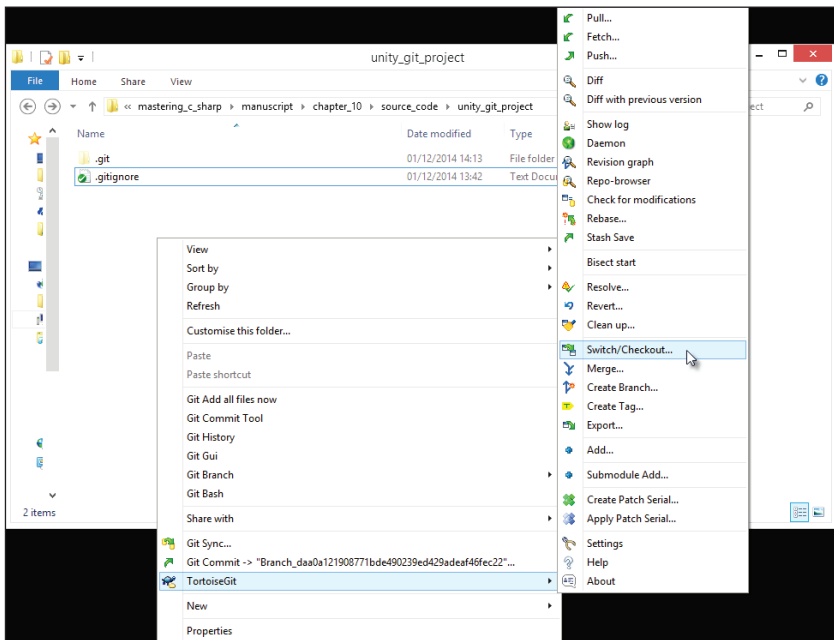 unity_git_project
File Home Share View
« mastering_c_sharp manuscript chapter_10 source_code unity_git_project ect
Name Date modified Type
.git 01/12/2014 14:13 File folder
.gitignore 01/12/2014 13:42 Text Docu
2 items
View
Sort by
Group by
Refresh
Customise this folder...
Paste
Paste shortcut
Git Add all files now
Git Commit Tool
Git History
Git Gui
Git Branch
Git Bash
Share with
Git Sync...
Git Commit -> "Branch_daa0a121908771bde490239ed429adeaf46fec22"...
TortoiseGit
New
Properties
Pull...
Fetch...
Push...
Diff
Diff with previous version
Show log
Daemon
Revision graph
Repo-browser
Check for modifications
Rebase...
Stash Save
Bisect start
Resolve...
Revert...
Clean up...
Switch/Checkout...
Merge...
Create Branch...
Create Tag...
Export...
Add...
Submodule Add...
Create Patch Serial...
Apply Patch Serial...
Settings
Help
About